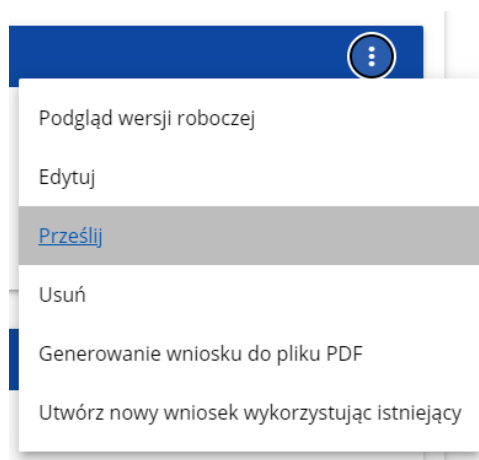 Podgląd wersji roboczej
Edytuj
Prześlij
Usuń
Generowanie wniosku do pliku PDF
Utwórz nowy wniosek wykorzystując istniejący